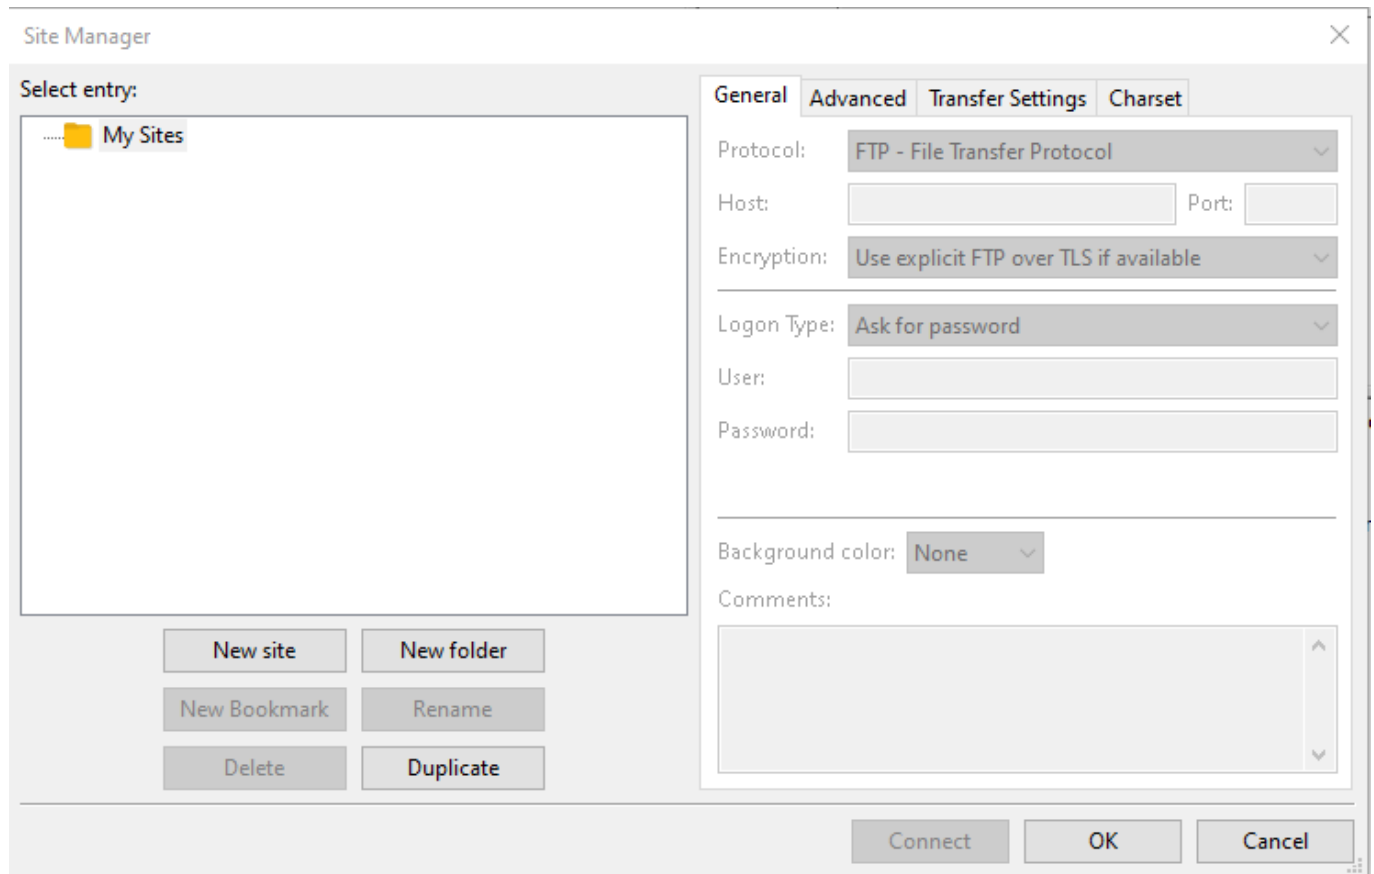 Site Manager
Select entry:
My Sites
New site New folder
New Bookmark Rename
Delete Duplicate
General Advanced Transfer Settings Charset
Protocol: FTP - File Transfer Protocol
Host: Port:
Encryption: Use explicit FTP over TLS if available
Logon Type: Ask for password
User:
Password:
Background color: None
Comments:
Connect OK Cancel